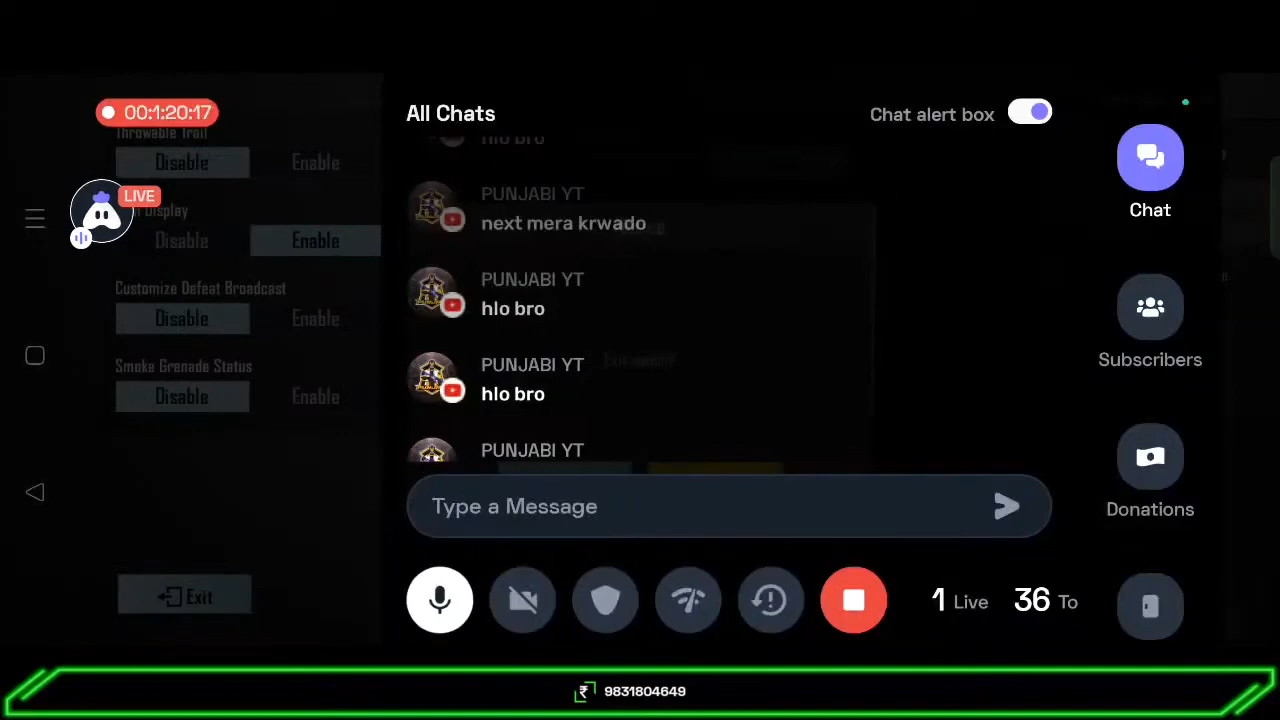 00:1:20:17
All Chats
Chat alert box
Throwable Trail
Disable Enable
LIVE
Display
Disable Enable
Customize Defeat Broadcast
Disable Enable
Smoke Grenade Status
Disable Enable
Exit
hlo bro
PUNJABI YT
next mera krwado
PUNJABI YT
hlo bro
PUNJABI YT
hlo bro
PUNJABI YT
Type a Message
1 Live 36 To
Chat
Subscribers
Donations
₹ 9831804649